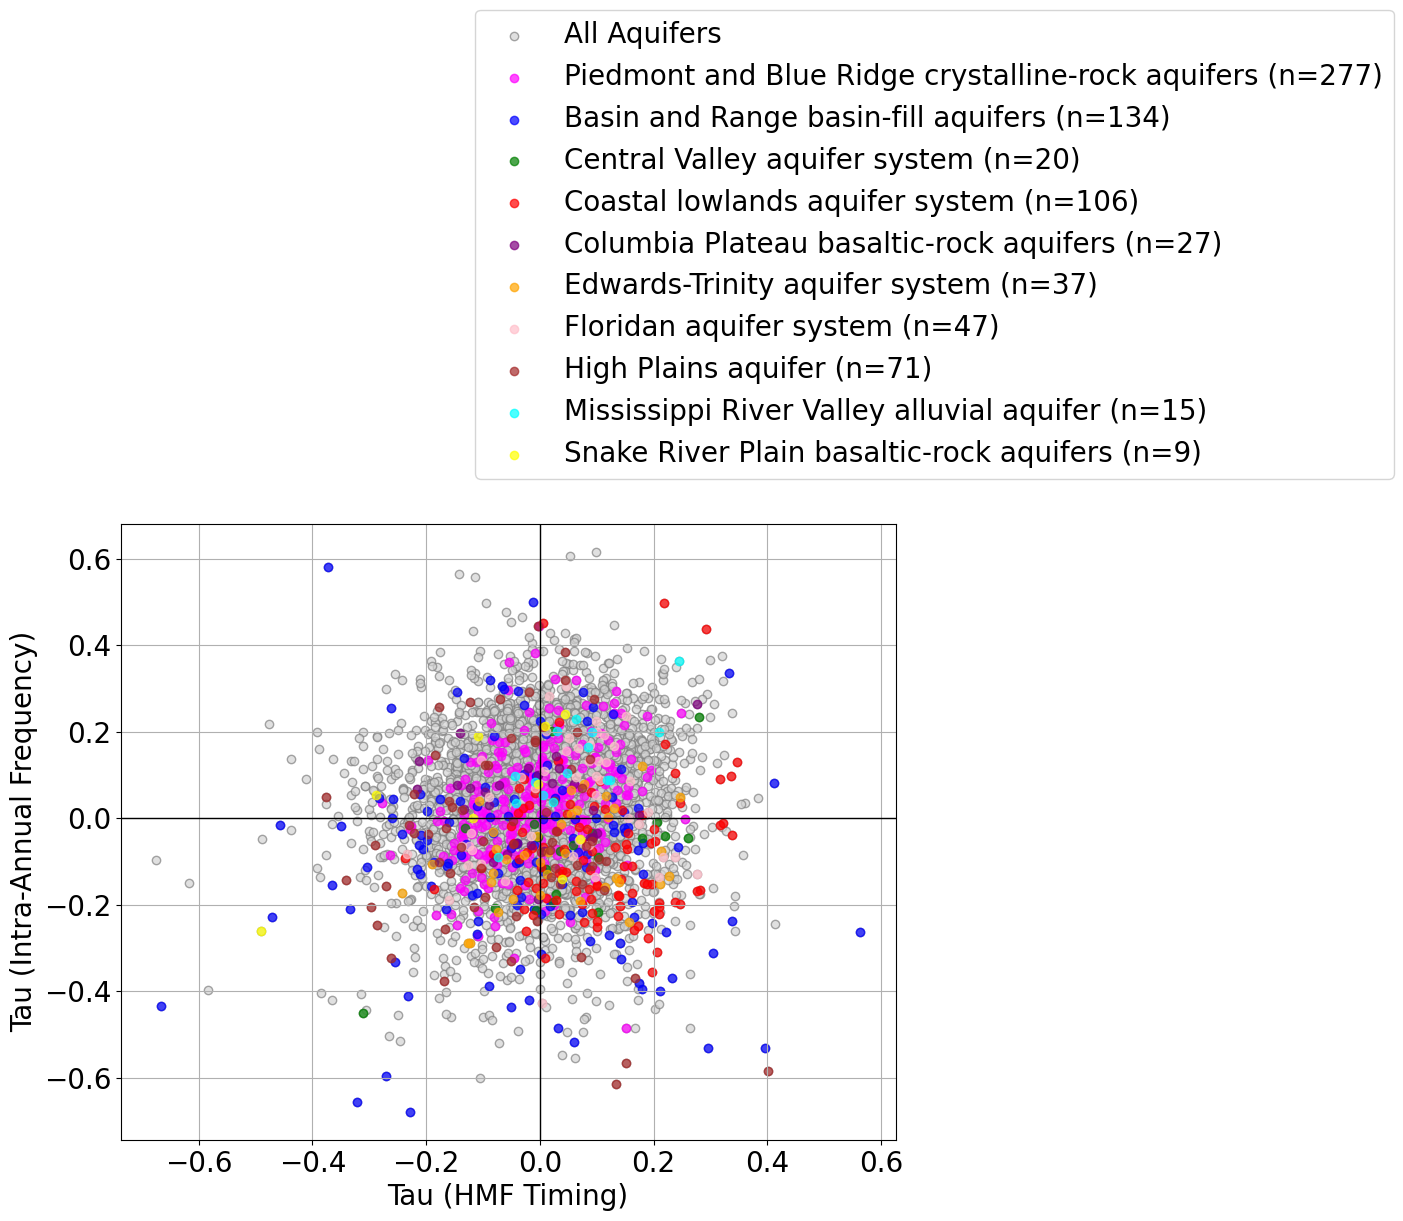 All Aquifers
Piedmont and Blue Ridge crystalline-rock aquifers (n=277)
Basin and Range basin-fill aquifers (n=134)
Central Valley aquifer system (n=20)
Coastal lowlands aquifer system (n=106)
Columbia Plateau basaltic-rock aquifers (n=27)
Edwards-Trinity aquifer system (n=37)
Floridan aquifer system (n=47)
High Plains aquifer (n=71)
Mississippi River Valley alluvial aquifer (n=15)
Snake River Plain basaltic-rock aquifers (n=9)
Tau (Intra-Annual Frequency)
0.6
0.4
0.2
0.0
−0.2
−0.4
−0.6
−0.6 −0.4 −0.2 0.0 0.2 0.4 0.6
Tau (HMF Timing)